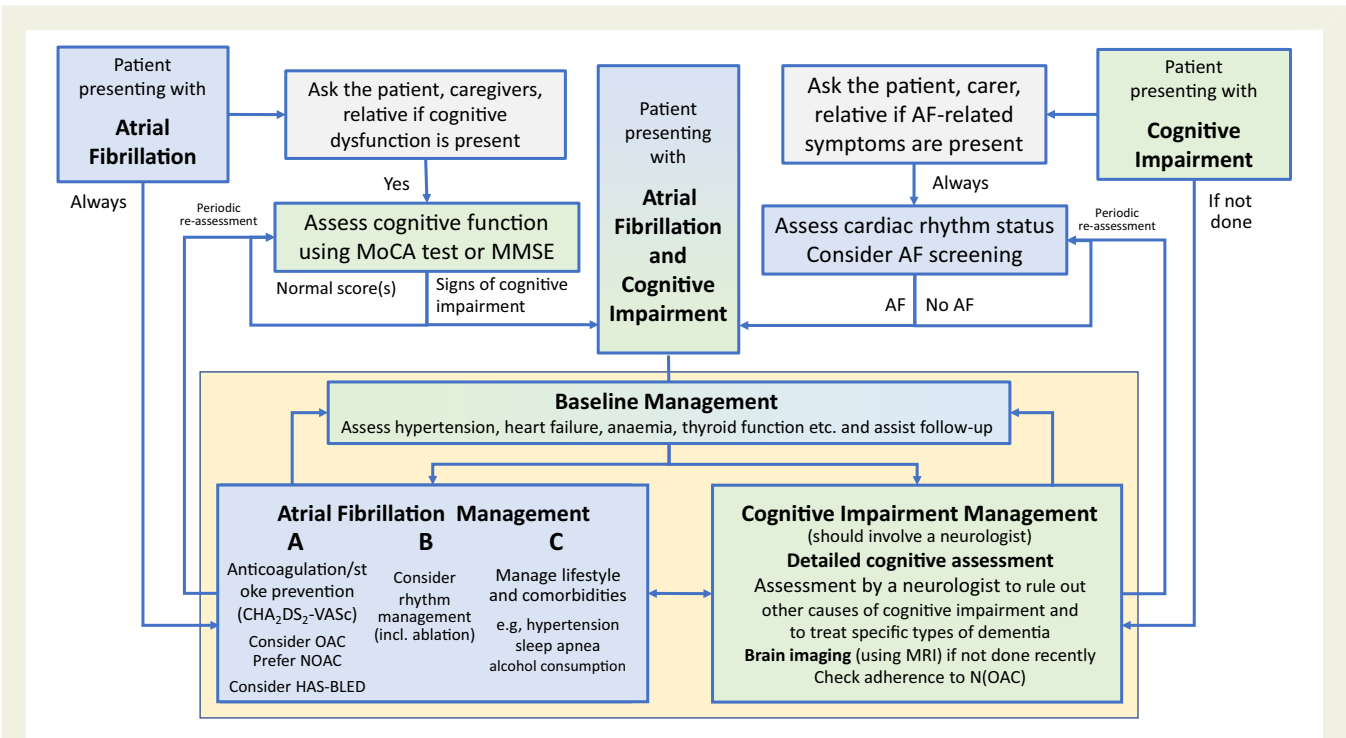 Patient
presenting with
Atrial
Fibrillation
Ask the patient, caregivers,
relative if cognitive
dysfunction is present
Patient
presenting
with
Atrial
Fibrillation
and
Cognitive
Impairment
Ask the patient, carer,
relative if AF-related
symptoms are present
Patient
presenting with
Cognitive
Impairment
Always
Yes
Always
If not
done
Periodic
re-assessment
Assess cognitive function
using MoCA test or MMSE
Assess cardiac rhythm status
Consider AF screening
Periodic
re-assessment
Normal score(s)
Signs of cognitive
impairment
AF
No AF
Baseline Management
Assess hypertension, heart failure, anaemia, thyroid function etc. and assist follow-up
Atrial Fibrillation Management
A
Anticoagulation/st
oke prevention
(CHA₂DS₂-VASc)
Consider OAC
Prefer NOAC
Consider HAS-BLED
B
Consider
rhythm
management
(incl. ablation)
C
Manage lifestyle
and comorbidities
e.g, hypertension
sleep apnea
alcohol consumption
Cognitive Impairment Management
(should involve a neurologist)
Detailed cognitive assessment
Assessment by a neurologist to rule out
other causes of cognitive impairment and
to treat specific types of dementia
Brain imaging (using MRI) if not done recently
Check adherence to N(OAC)